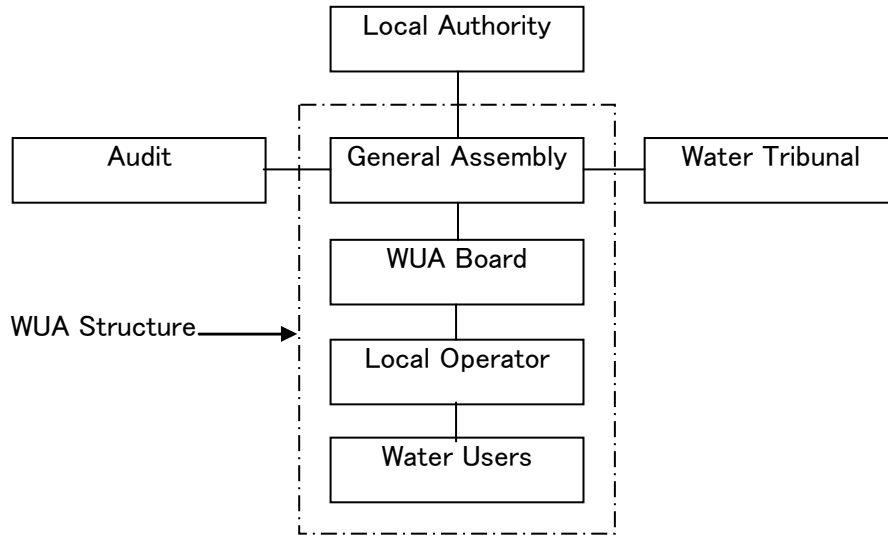 Local Authority
Audit
General Assembly
Water Tribunal
WUA Board
WUA Structure
Local Operator
Water Users